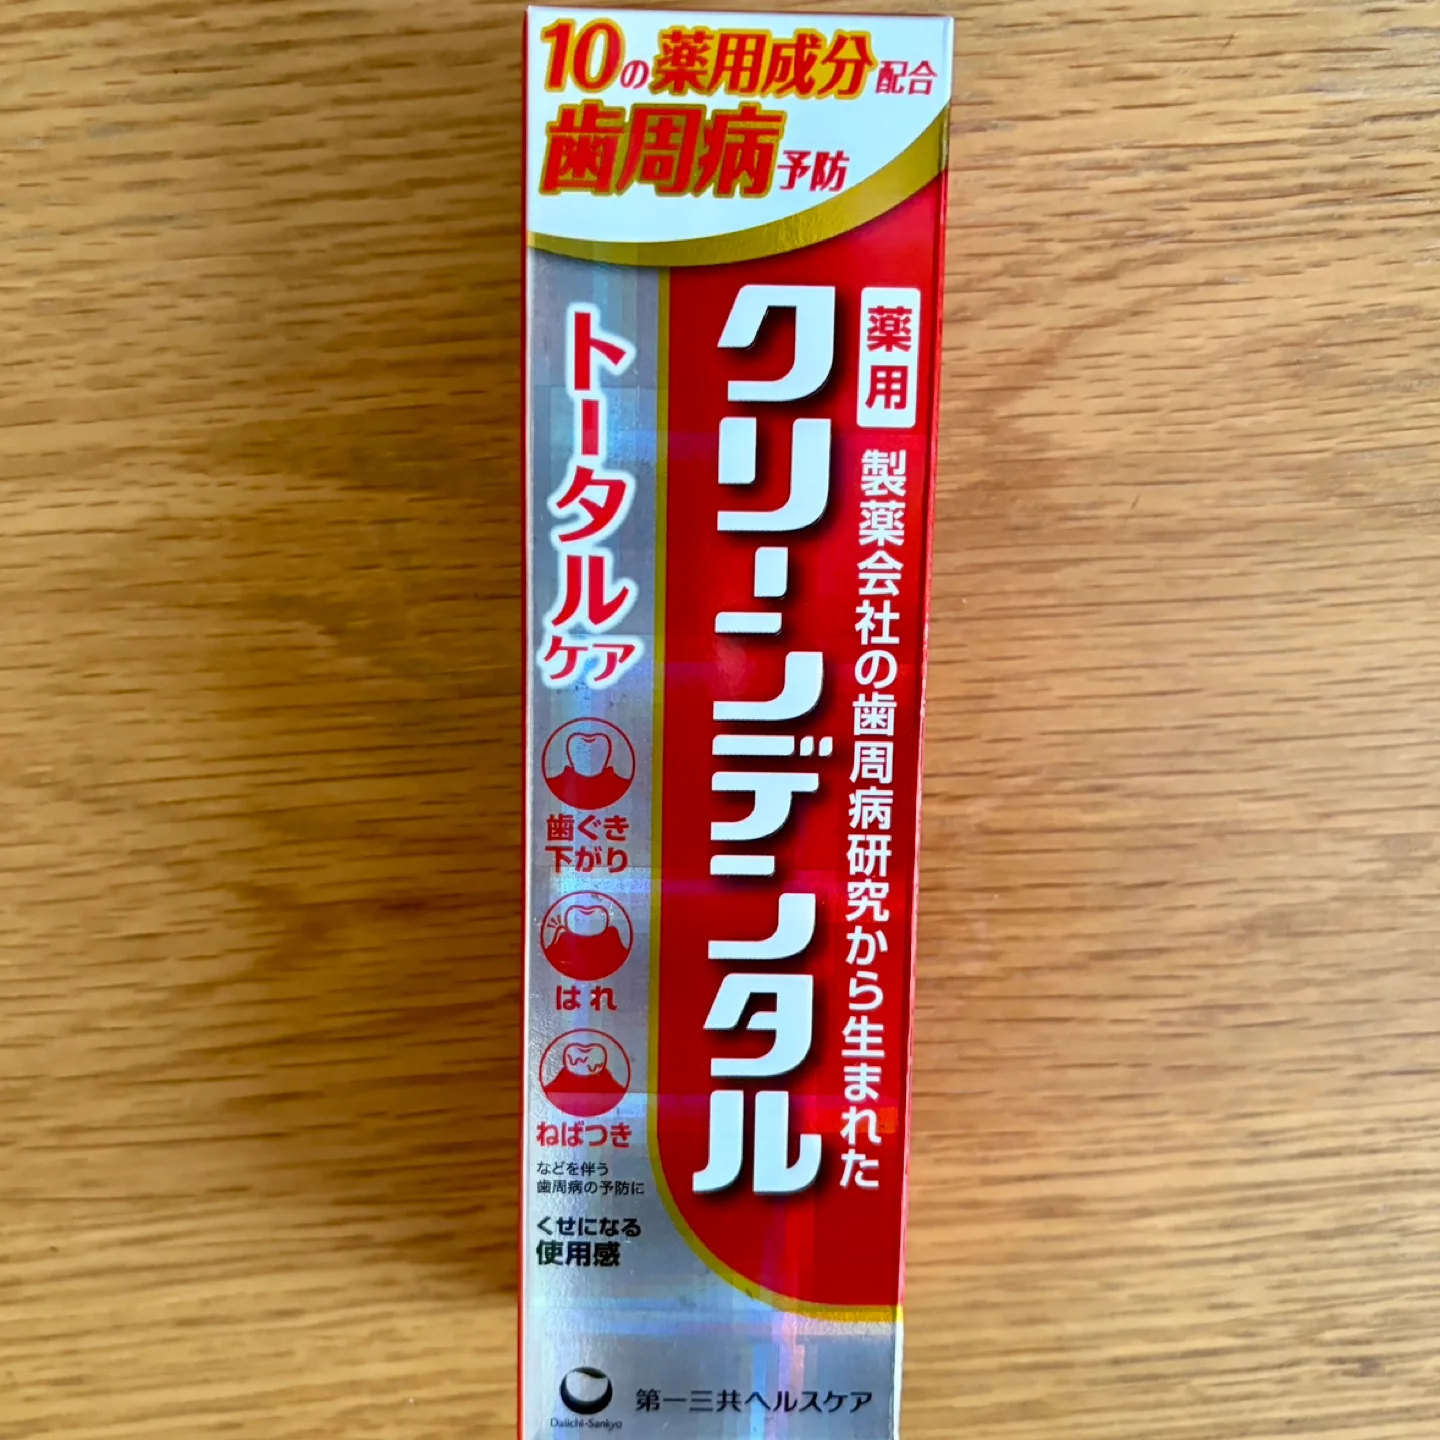 10の薬用成分配合
歯周病予防
薬用
製薬会社の歯周病研究から生まれた
クリーンデンタル
トータルケア
歯ぐき
下がり
はれ
ねばつき
などを伴う
歯周病の予防に
くせになる
使用感
Daiichi-Sankyo
第一三共ヘルスケア